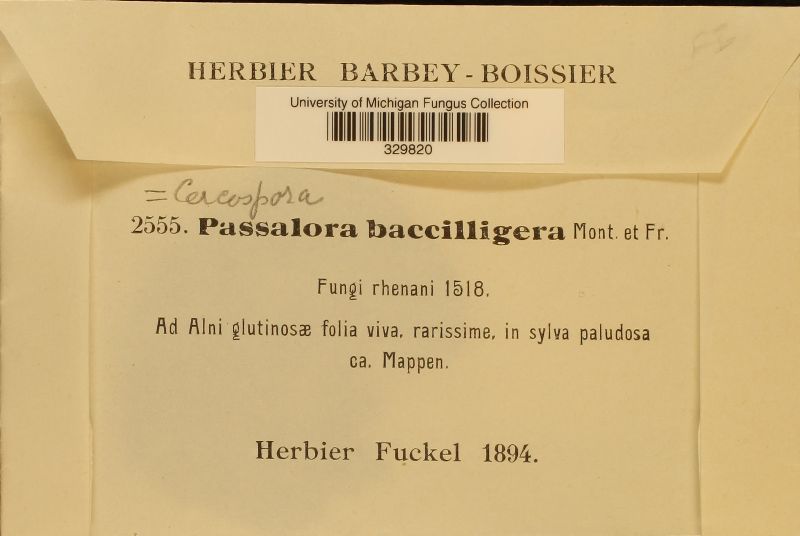 HERBIER BARBEY-BOISSIER
University of Michigan Fungus Collection
329820
= Cercospora
2555. Passalora baccilligera Mont. et Fr.
Fungi rhenani 1518.
Ad Alni glutinosæ folia viva, rarissime, in sylva paludosa
ca. Mappen.
Herbier Fuckel 1894.